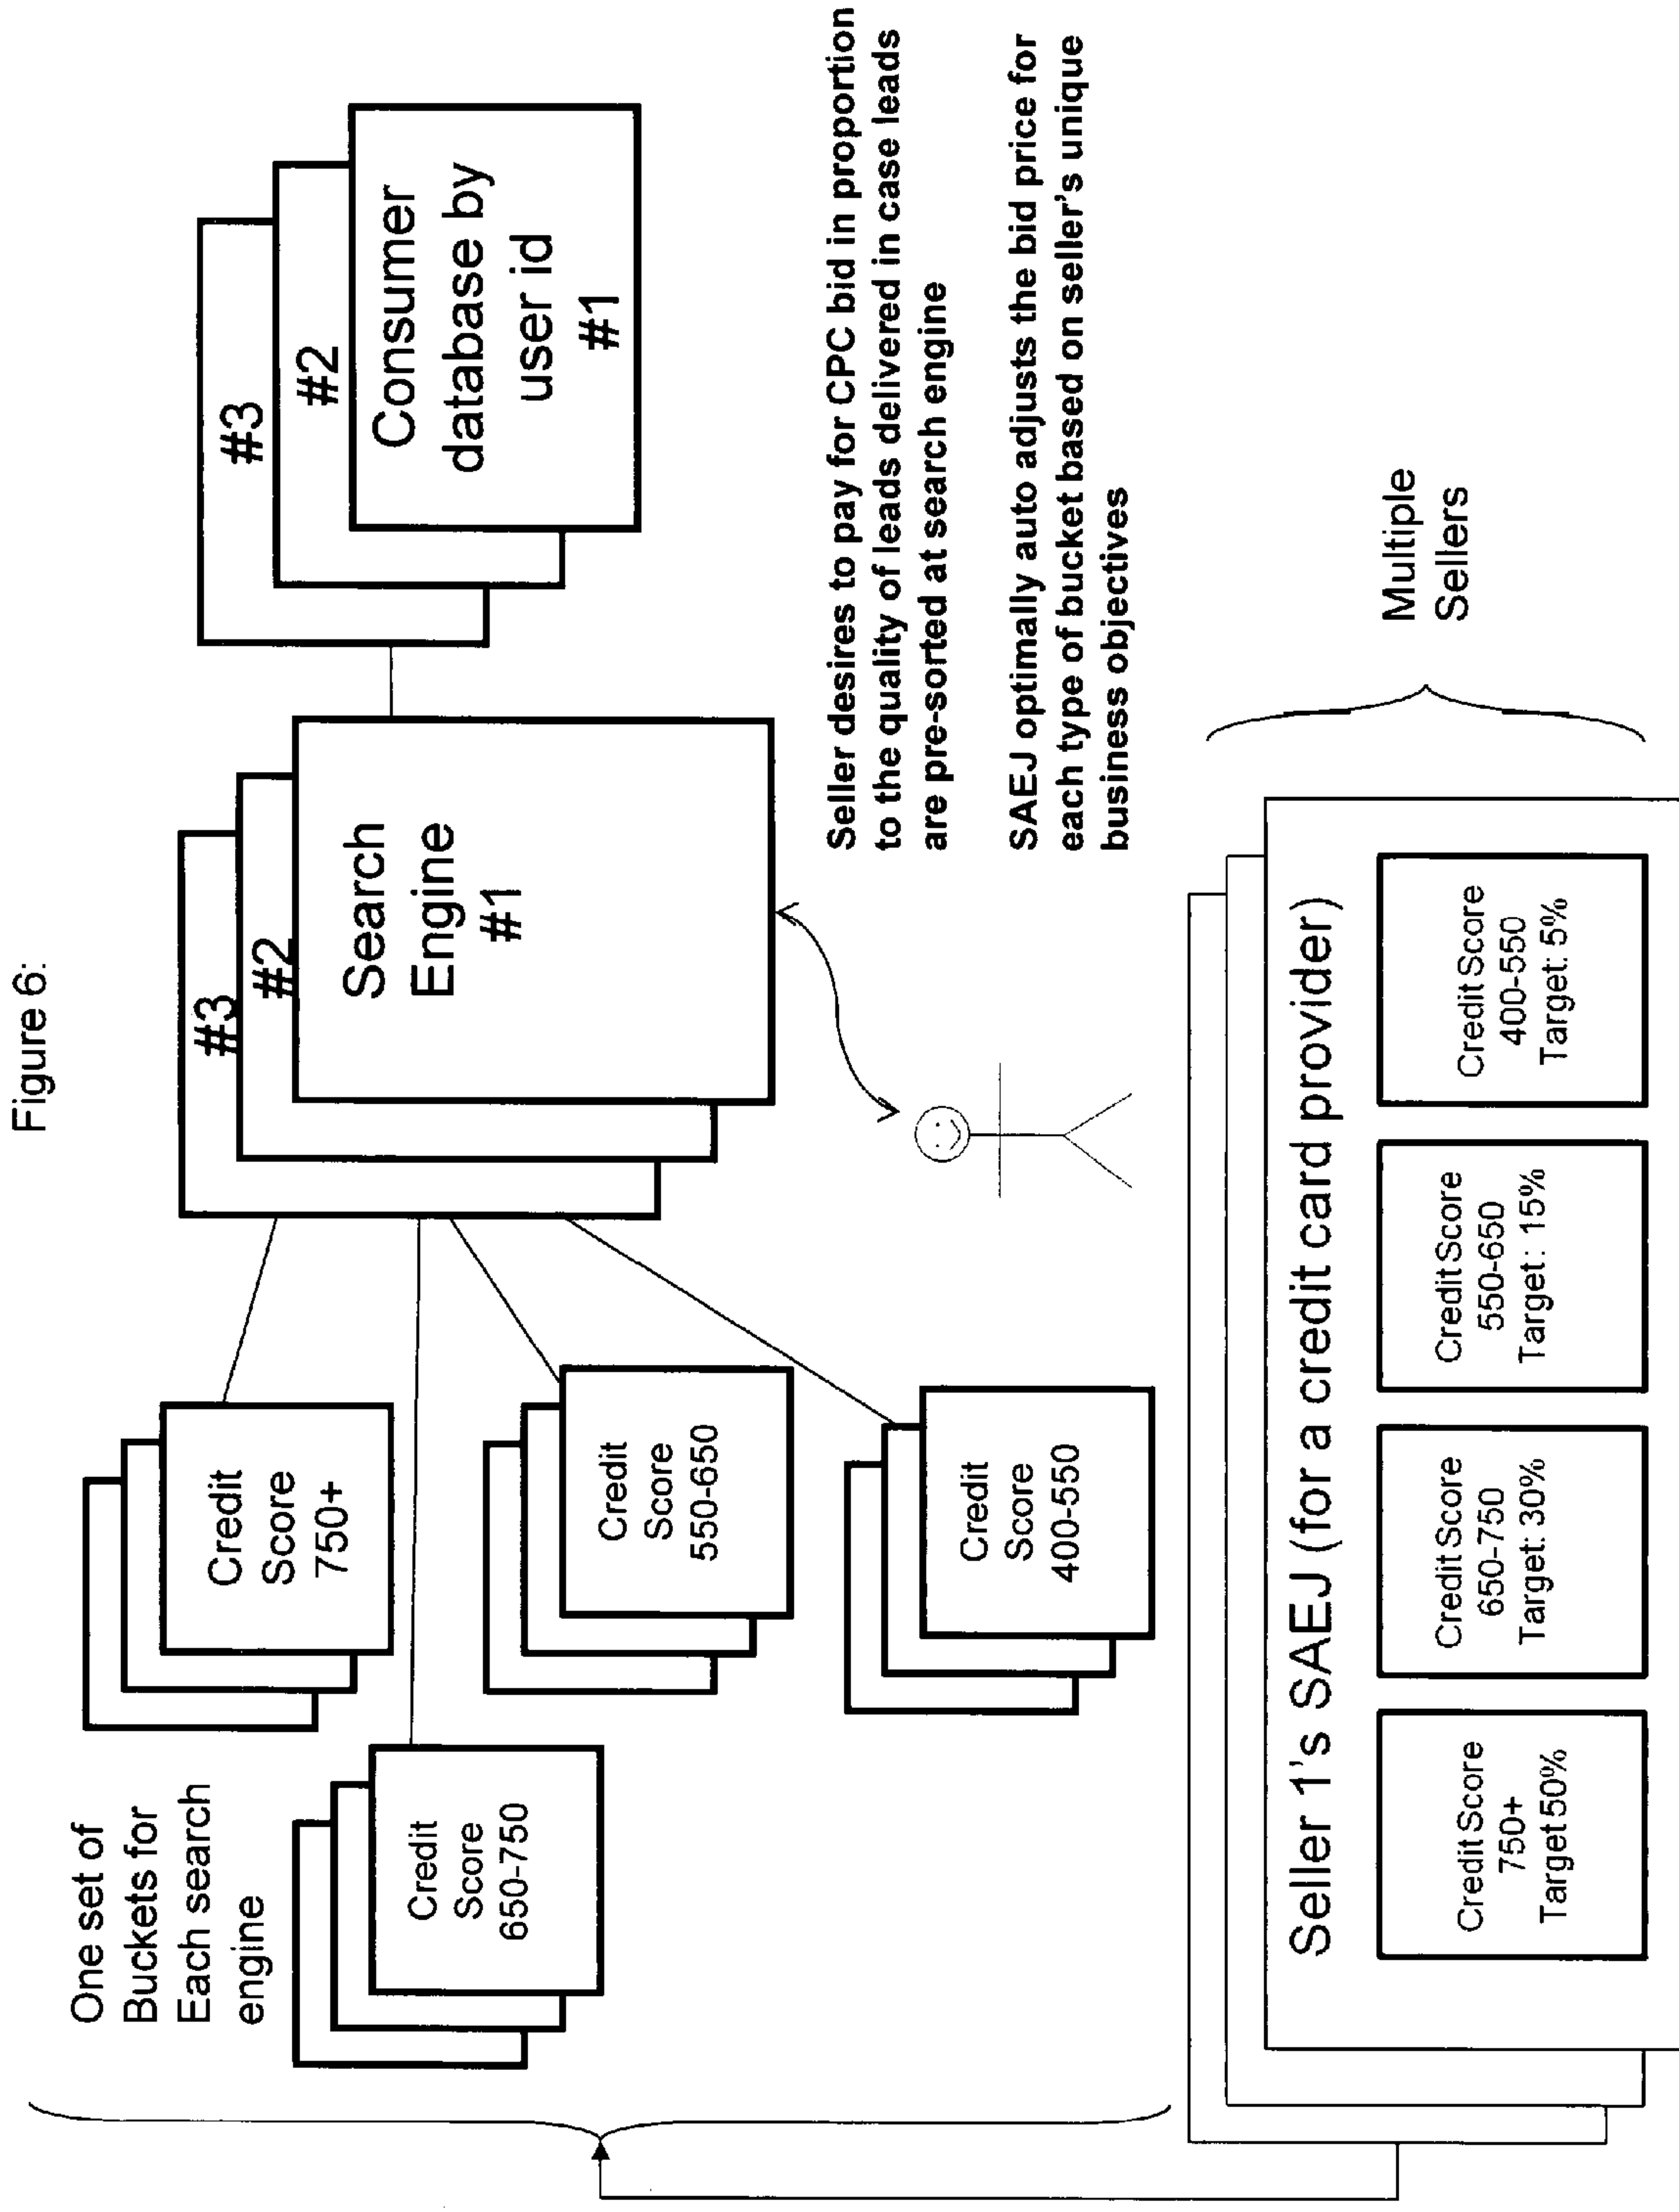 Figure 6:
One set of
Buckets for
Each search
engine
Credit
Score
650-750
Credit
Score
750+
Credit
Score
550-650
Credit
Score
400-550
#3
#2
Search
Engine
#1
#3
#2
Consumer
database by
user id
#1
Seller desires to pay for CPC bid in proportion
to the quality of leads delivered in case leads
are pre-sorted at search engine
SAEJ optimally auto adjusts the bid price for
each type of bucket based on seller's unique
business objectives
Seller 1's SAEJ (for a credit card provider)
Credit Score
750+
Target 50%
Credit Score
650-750
Target: 30%
Credit Score
550-650
Target : 15%
Credit Score
400-550
Target: 5%
Multiple
Sellers